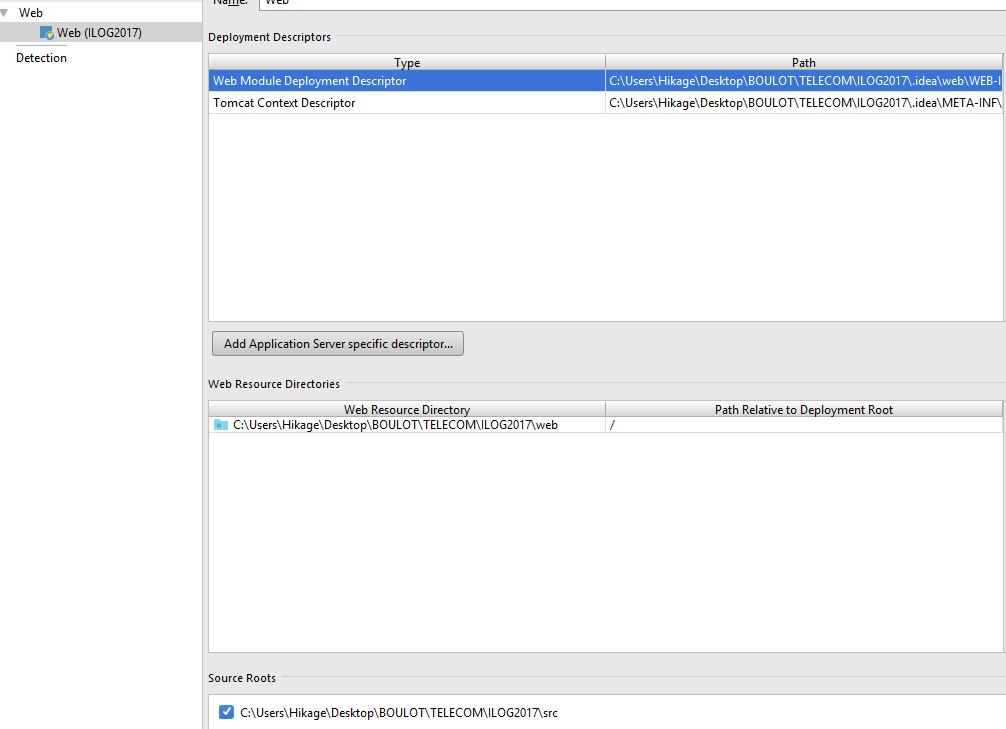 Name: Web
Web
Web (ILOG2017)
Detection
Deployment Descriptors
Type Path
Web Module Deployment Descriptor C:\Users\Hikage\Desktop\BOULOT\TELECOM\ILOG2017\.idea\web\WEB-I
Tomcat Context Descriptor C:\Users\Hikage\Desktop\BOULOT\TELECOM\ILOG2017\.idea\META-INF\
Add Application Server specific descriptor...
Web Resource Directories
Web Resource Directory Path Relative to Deployment Root
C:\Users\Hikage\Desktop\BOULOT\TELECOM\ILOG2017\web /
Source Roots
C:\Users\Hikage\Desktop\BOULOT\TELECOM\ILOG2017\src